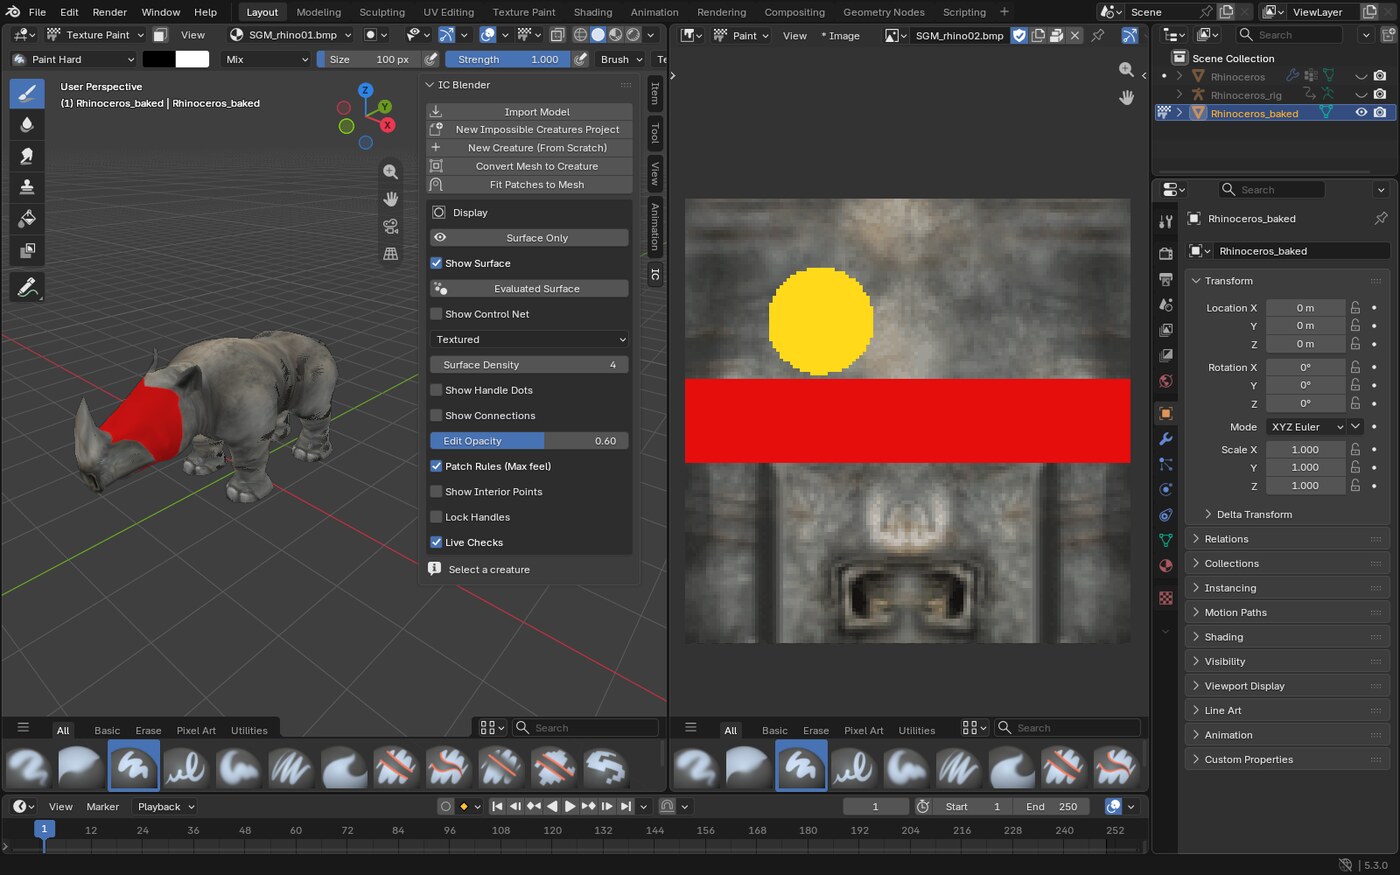 File Edit Render Window Help Layout Modeling Sculpting UV Editing Texture Paint Shading Animation Rendering Compositing Geometry Nodes Scripting Scene ViewLayer
Texture Paint View SGM_rhino01.bmp Paint View * Image SGM_rhino02.bmp Search
Paint Hard Mix Size 100 px Strength 1.000 Brush Te
Scene Collection
Rhinoceros
Rhinoceros_rig
Rhinoceros_baked
User Perspective
(1) Rhinoceros_baked | Rhinoceros_baked
Z
Y
X
IC Blender
Import Model
New Impossible Creatures Project
New Creature (From Scratch)
Convert Mesh to Creature
Fit Patches to Mesh
Display
Surface Only
Show Surface
Evaluated Surface
Show Control Net
Textured
Surface Density 4
Show Handle Dots
Show Connections
Edit Opacity 0.60
Patch Rules (Max feel)
Show Interior Points
Lock Handles
Live Checks
Select a creature
Item
Tool
View
Animation
IC
Search
Rhinoceros_baked
Rhinoceros_baked
Transform
Location X 0 m
Y 0 m
Z 0 m
Rotation X 0°
Y 0°
Z 0°
Mode XYZ Euler
Scale X 1.000
Y 1.000
Z 1.000
Delta Transform
Relations
Collections
Instancing
Motion Paths
Shading
Visibility
Viewport Display
Line Art
Animation
Custom Properties
All Basic Erase Pixel Art Utilities Search
All Basic Erase Pixel Art Utilities Search
View Marker Playback 1 Start 1 End 250
1 12 24 36 48 60 72 84 96 108 120 132 144 156 168 180 192 204 216 228 240 252
5.3.0